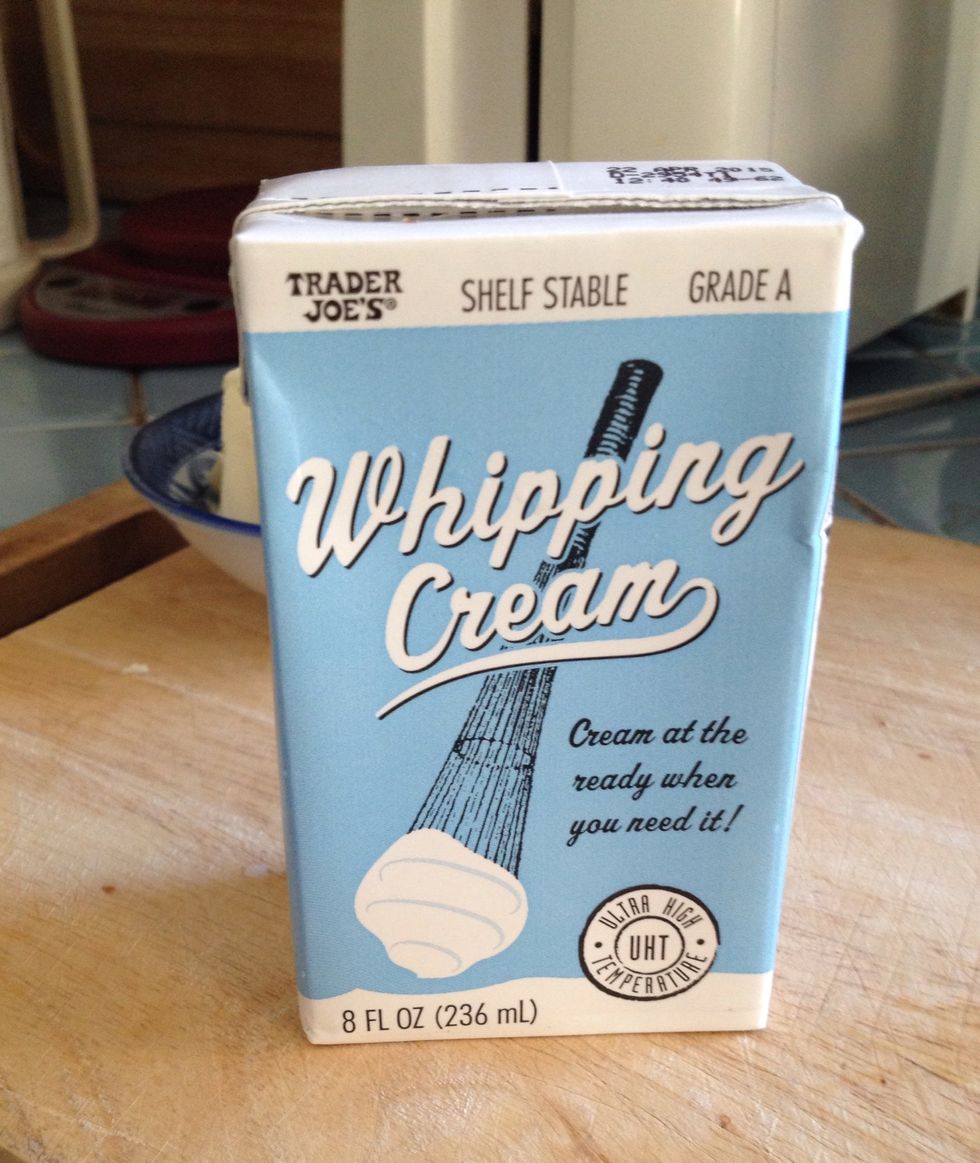 TRADER
JOE'S®
SHELF STABLE
GRADE A
Whipping
Cream
Cream at the
ready when
you need it!
ULTRA HIGH
UHT
TEMPERATURE
8 FL OZ (236 mL)